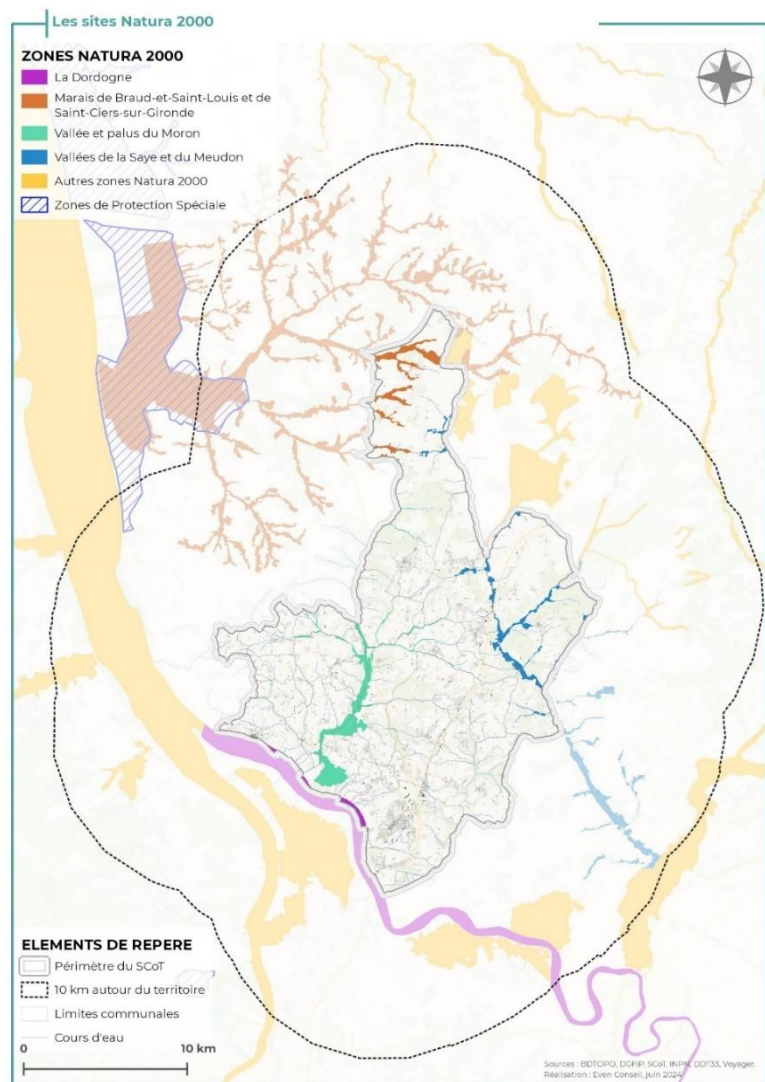 Les sites Natura 2000
ZONES NATURA 2000
La Dordogne
Marais de Braud-et-Saint-Louis et de
Saint-Ciers-sur-Gironde
Vallée et palus du Moron
Vallées de la Saye et du Meudon
Autres zones Natura 2000
Zones de Protection Spéciale
ELEMENTS DE REPERE
Périmètre du SCoT
10 km autour du territoire
Limites communales
Cours d'eau
0 10 km
Sources : BDTOPO, DGFIP, SCoT, INPN, DDT33, Voyager,
Réalisation : Even Conseil, juin 2024